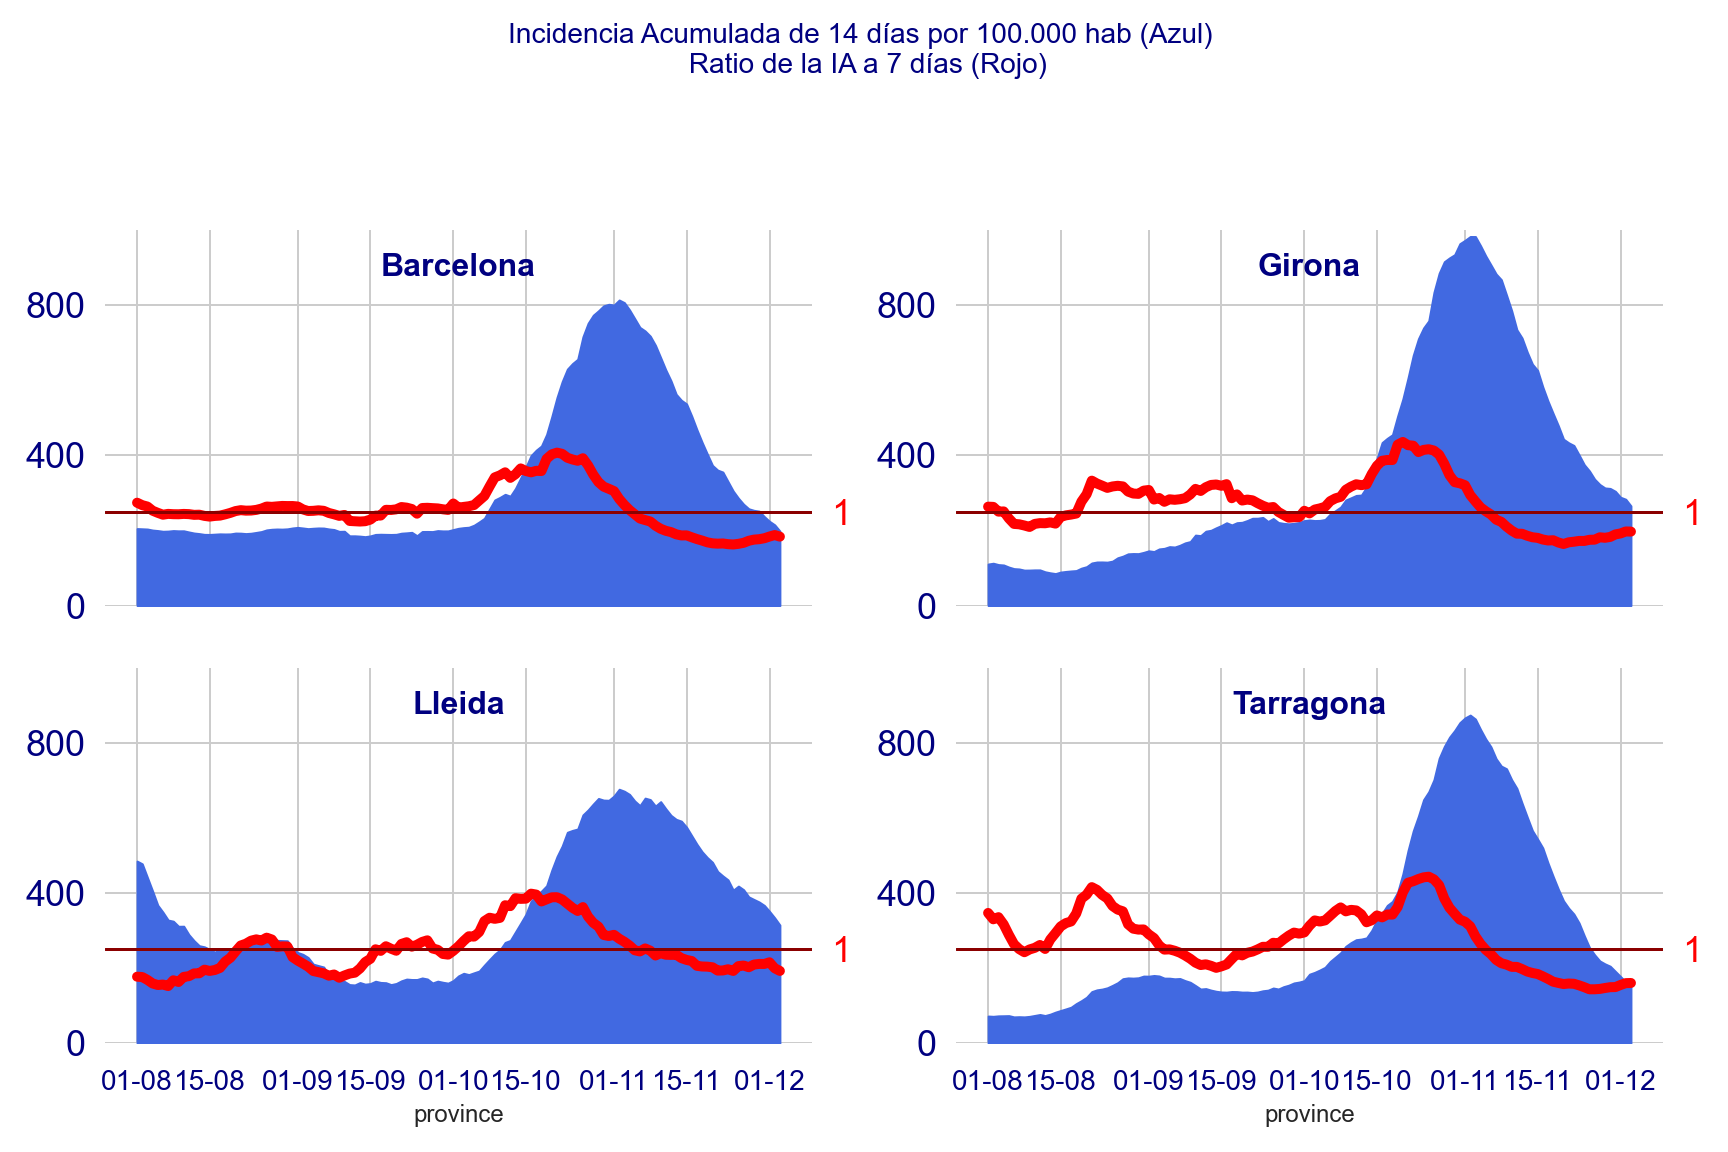 Incidencia Acumulada de 14 días por 100.000 hab (Azul)
Ratio de la IA a 7 días (Rojo)
Barcelona
800
400
0
1
Girona
800
400
0
1
Lleida
800
400
0
1
01-08 15-08 01-09 15-09 01-10 15-10 01-11 15-11 01-12
province
Tarragona
800
400
0
1
01-08 15-08 01-09 15-09 01-10 15-10 01-11 15-11 01-12
province